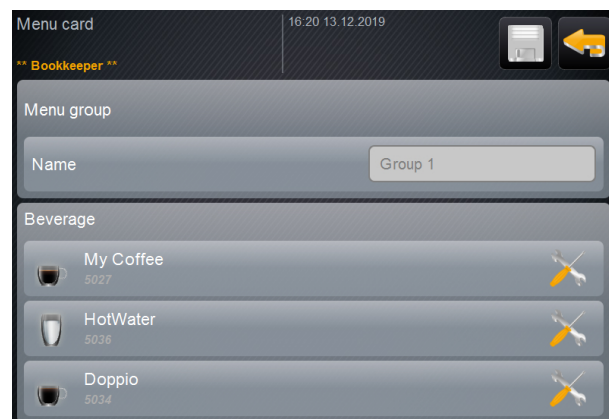 Menu card
16:20 13.12.2019
** Bookkeeper **
Menu group
Name
Group 1
Beverage
My Coffee
5027
HotWater
5036
Doppio
5034